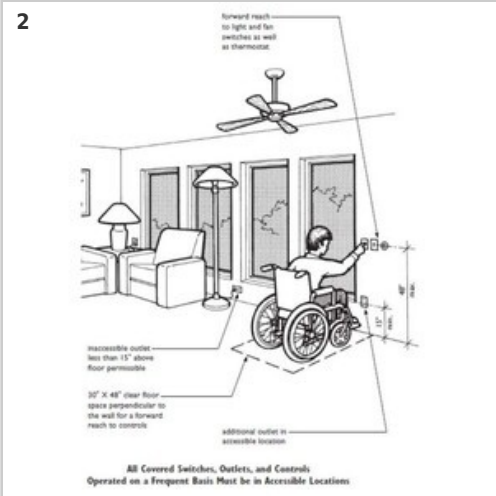 2
forward reach
to light and fan
switches as well
as thermostat
48"
max.
15"
min.
inaccessible outlet
less than 15" above
floor permissible
30" X 48" clear floor
space perpendicular to
the wall for a forward
reach to controls
additional outlet in
accessible location
All Covered Switches, Outlets, and Controls
Operated on a Frequent Basis Must be in Accessible Locations